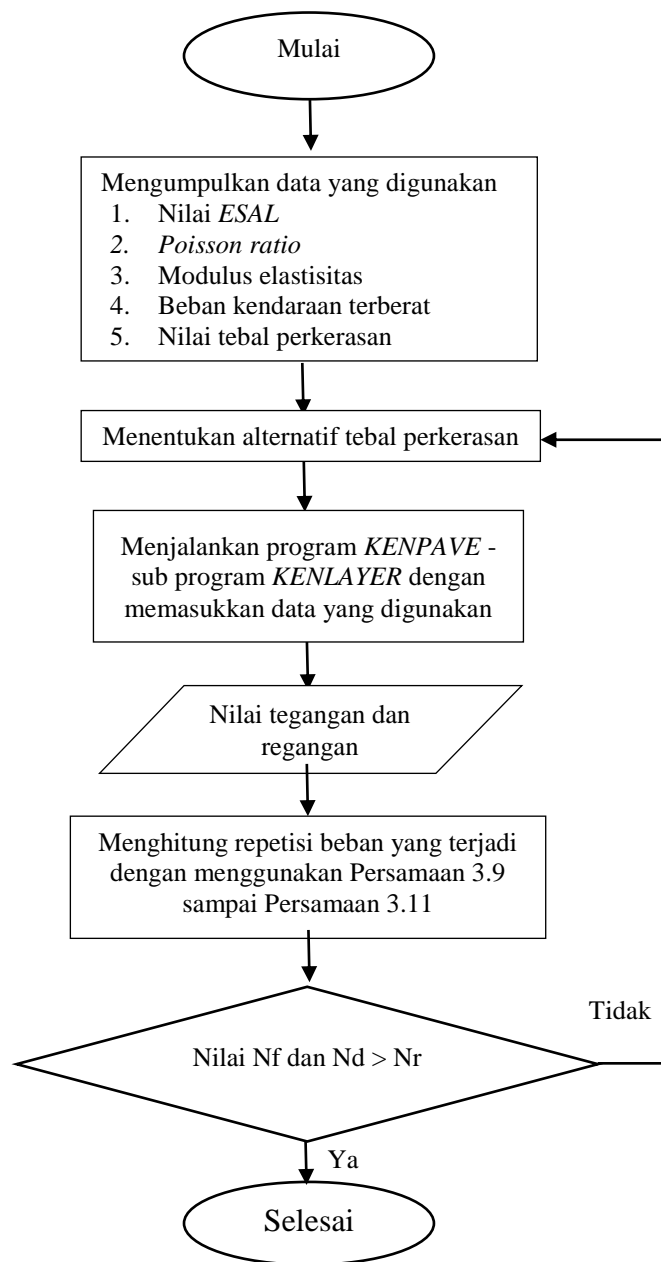 Mulai
Mengumpulkan data yang digunakan
1. Nilai ESAL
2. Poisson ratio
3. Modulus elastisitas
4. Beban kendaraan terberat
5. Nilai tebal perkerasan
Menentukan alternatif tebal perkerasan
Menjalankan program KENPAVE -
sub program KENLAYER dengan
memasukkan data yang digunakan
Nilai tegangan dan
regangan
Menghitung repetisi beban yang terjadi
dengan menggunakan Persamaan 3.9
sampai Persamaan 3.11
Tidak
Nilai Nf dan Nd > Nr
Ya
Selesai